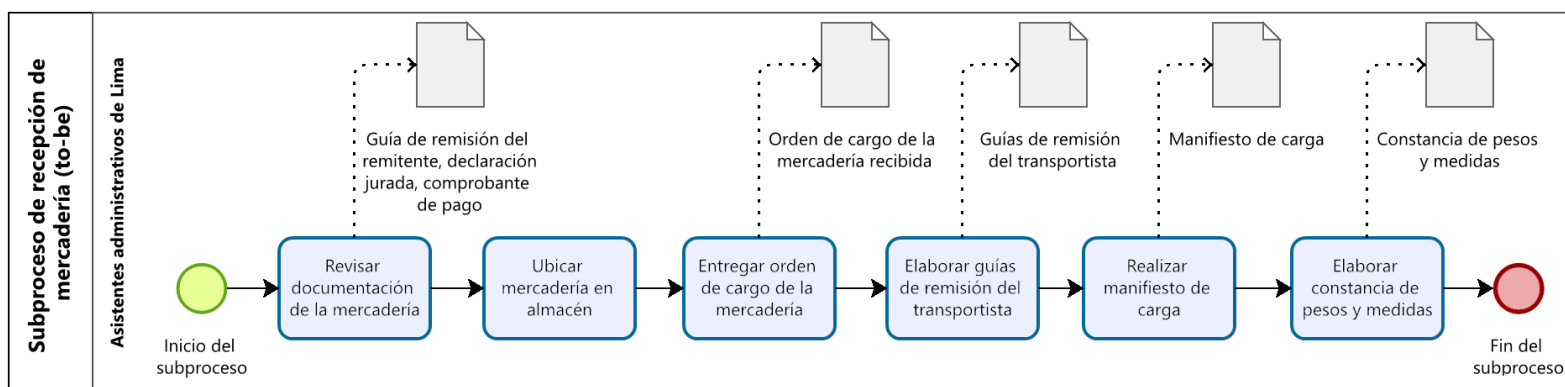 Subproceso de recepción de
mercadería (to-be)
Asistentes administrativos de Lima
Guía de remisión del
remitente, declaración
jurada, comprobante
de pago
Orden de cargo de la
mercadería recibida
Guías de remisión
del transportista
Manifiesto de carga
Constancia de pesos
y medidas
Inicio del
subproceso
Revisar
documentación
de la mercadería
Ubicar
mercadería en
almacén
Entregar orden
de cargo de la
mercadería
Elaborar guías
de remisión del
transportista
Realizar
manifiesto de
carga
Elaborar
constancia de
pesos y medidas
Fin del
subproceso